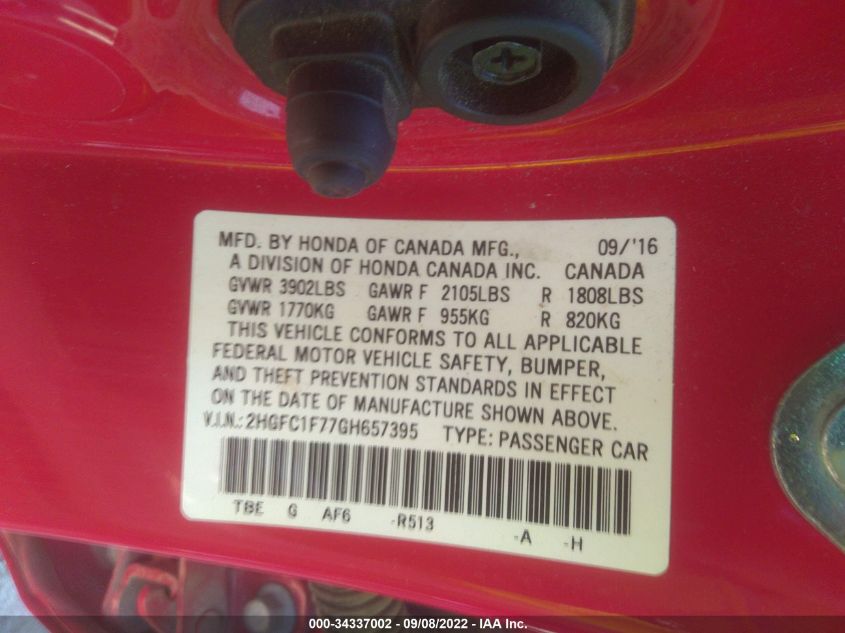 MFD. BY HONDA OF CANADA MFG., 09/'16
A DIVISION OF HONDA CANADA INC. CANADA
GVWR 3902LBS GAWR F 2105LBS R 1808LBS
GVWR 1770KG GAWR F 955KG R 820KG
THIS VEHICLE CONFORMS TO ALL APPLICABLE
FEDERAL MOTOR VEHICLE SAFETY, BUMPER,
AND THEFT PREVENTION STANDARDS IN EFFECT
ON THE DATE OF MANUFACTURE SHOWN ABOVE.
V.I.N.: 2HGFC1F77GH657395 TYPE: PASSENGER CAR
TBE G AF6 -R513 -A -H
000-34337002 - 09/08/2022 - IAA Inc.